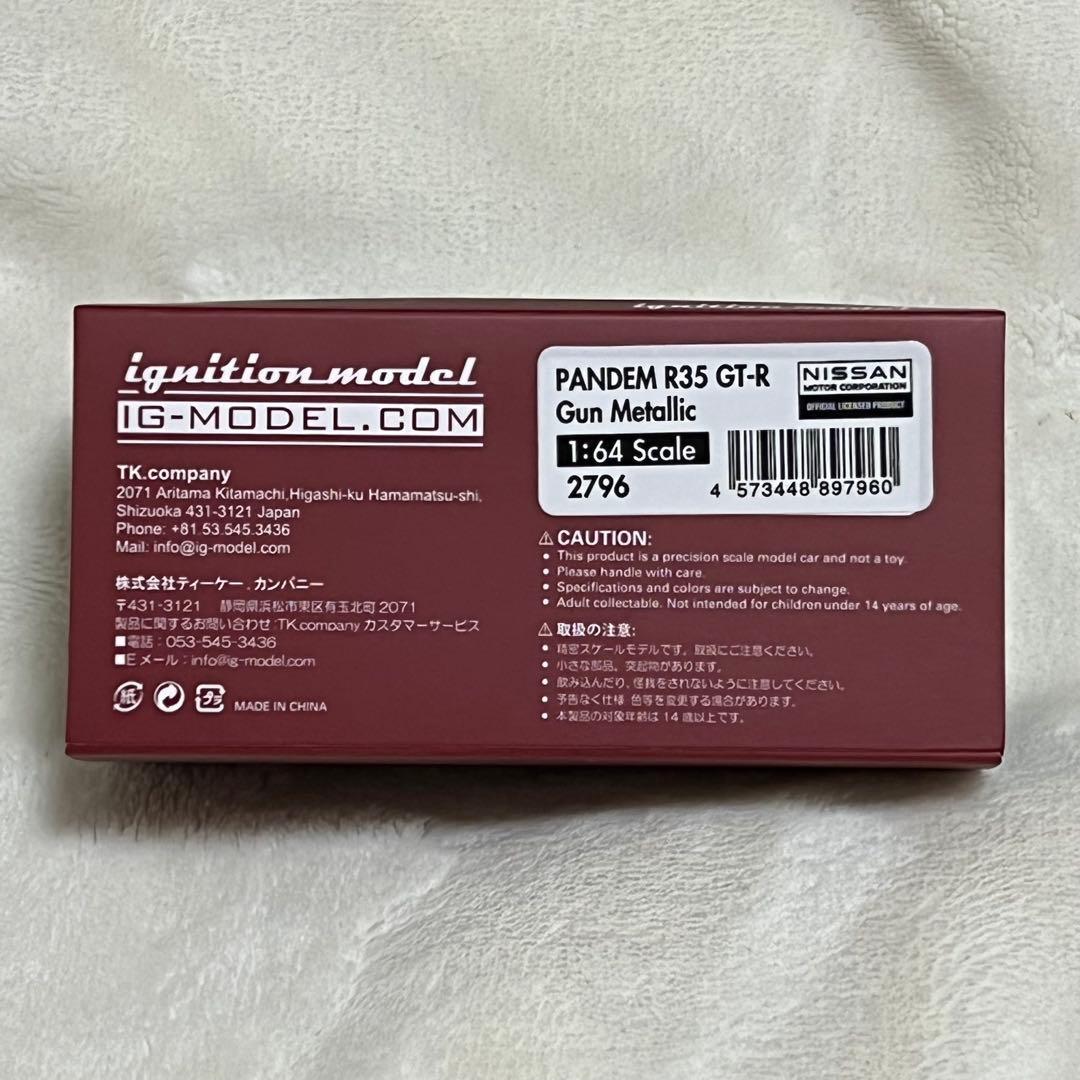 ignition model
ignition model
IG-MODEL.COM
TK.company
2071 Aritama Kitamachi,Higashi-ku Hamamatsu-shi,
Shizuoka 431-3121 Japan
Phone: +81.53.545.3436
Mail: info@ig-model.com
株式会社ティーケー.カンパニー
〒431-3121 静岡県浜松市東区有玉北町2071
製品に関するお問い合わせ:TK.company カスタマーサービス
■電話：053-545-3436
■Eメール：info@ig-model.com
紙 プラ MADE IN CHINA
PANDEM R35 GT-R
Gun Metallic
1:64 Scale
2796
NISSAN
MOTOR CORPORATION
OFFICIAL LICENSED PRODUCT
4 573448 897960
⚠CAUTION:
• This product is a precision scale model car and not a toy.
• Please handle with care.
• Specifications and colors are subject to change.
• Adult collectable. Not intended for children under 14 years of age.
⚠取扱の注意:
• 精密スケールモデルです。取扱にご注意ください。
• 小さな部品、突起物があります。
• 飲み込んだり、怪我をされないように注意してください。
• 予告なく仕様・色等を変更する場合があります。
• 本製品の対象年齢は14歳以上です。